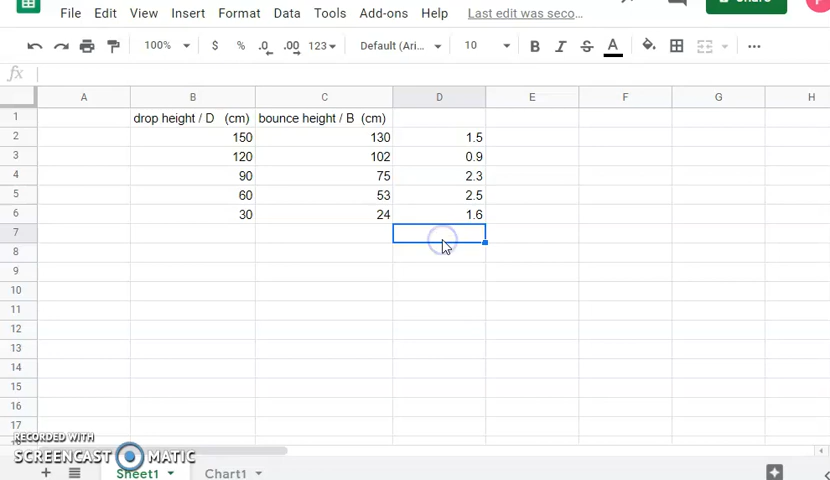 File Edit View Insert Format Data Tools Add-ons Help Last edit was seco...
100% $ % .0 .00 123 Default (Ari... 10 B I S A ...
fx
A B C D E F G H
1 drop height / D (cm) bounce height / B (cm)
2 150 130 1.5
3 120 102 0.9
4 90 75 2.3
5 60 53 2.5
6 30 24 1.6
7
8
9
10
11
12
13
14
15
16
17
RECORDED WITH
SCREENCAST MATIC
+ Sheet1 Chart1